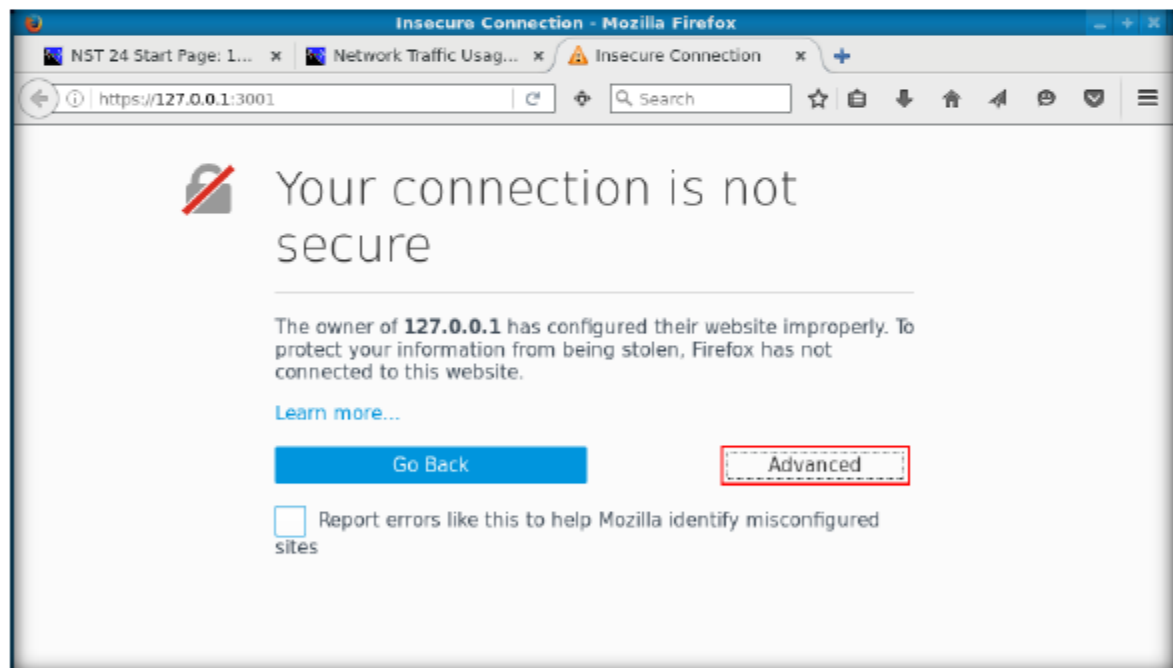 Insecure Connection - Mozilla Firefox
NST 24 Start Page: 1... Network Traffic Usag... Insecure Connection
https://127.0.0.1:3001 Search
Your connection is not
secure
The owner of 127.0.0.1 has configured their website improperly. To
protect your information from being stolen, Firefox has not
connected to this website.
Learn more...
Go Back Advanced
Report errors like this to help Mozilla identify misconfigured
sites